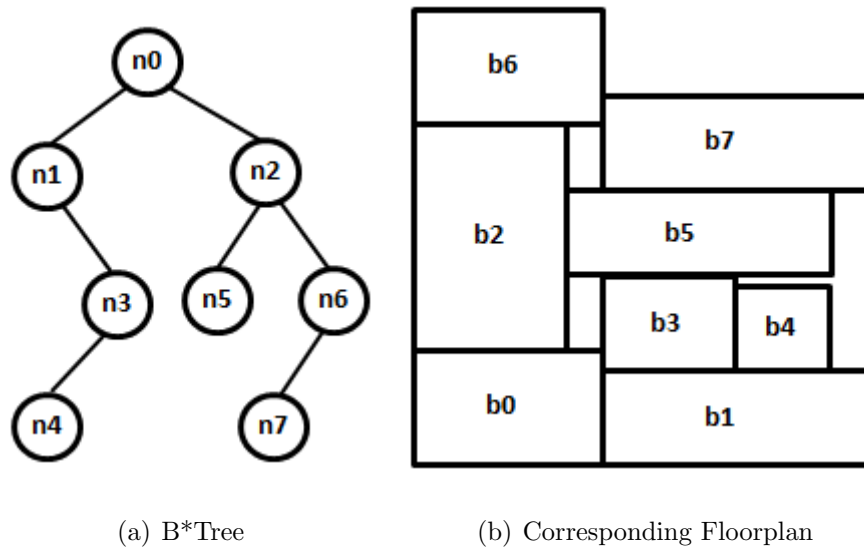 n0
n1
n2
n3
n5
n6
n4
n7
b6
b7
b2
b5
b3
b4
b0
b1
(a) B*Tree
(b) Corresponding Floorplan